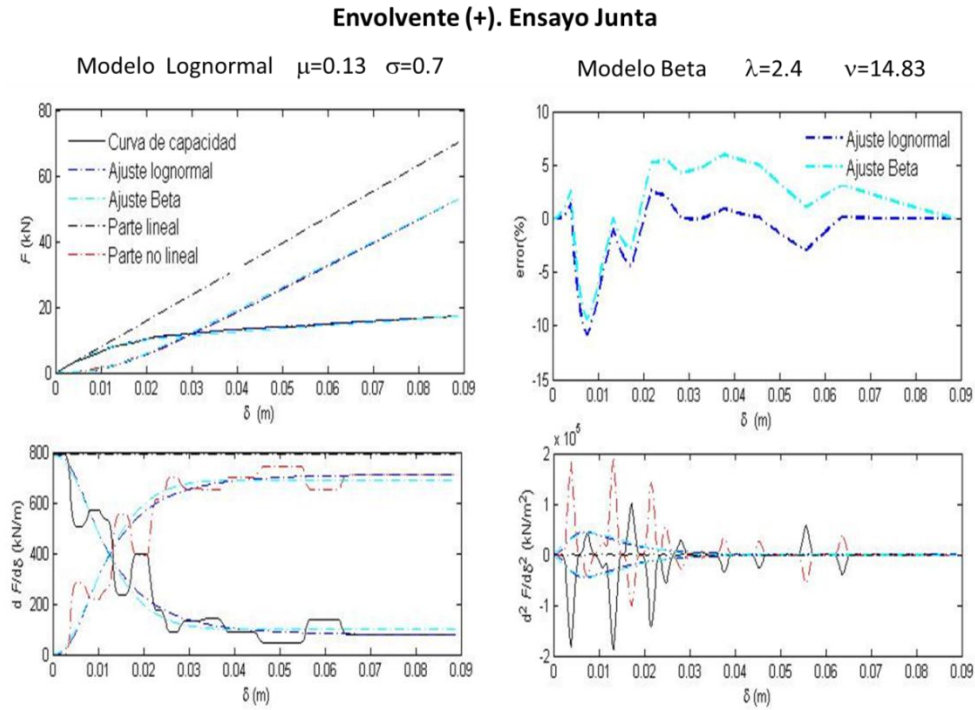 Envolvente (+). Ensayo Junta
Modelo Lognormal μ=0.13 σ=0.7
Modelo Beta λ=2.4 ν=14.83
80
60
40
20
0
F (kN)
Curva de capacidad
Ajuste lognormal
Ajuste Beta
Parte lineal
Parte no lineal
0 0.01 0.02 0.03 0.04 0.05 0.06 0.07 0.08 0.09
δ (m)
10
5
0
-5
-10
-15
error(%)
Ajuste lognormal
Ajuste Beta
0 0.01 0.02 0.03 0.04 0.05 0.06 0.07 0.08 0.09
δ (m)
800
600
400
200
0
d F/dδ (kN/m)
0 0.01 0.02 0.03 0.04 0.05 0.06 0.07 0.08 0.09
δ (m)
x 10⁵
2
1
0
-1
-2
d² F/dδ² (kN/m²)
0 0.01 0.02 0.03 0.04 0.05 0.06 0.07 0.08 0.09
δ (m)